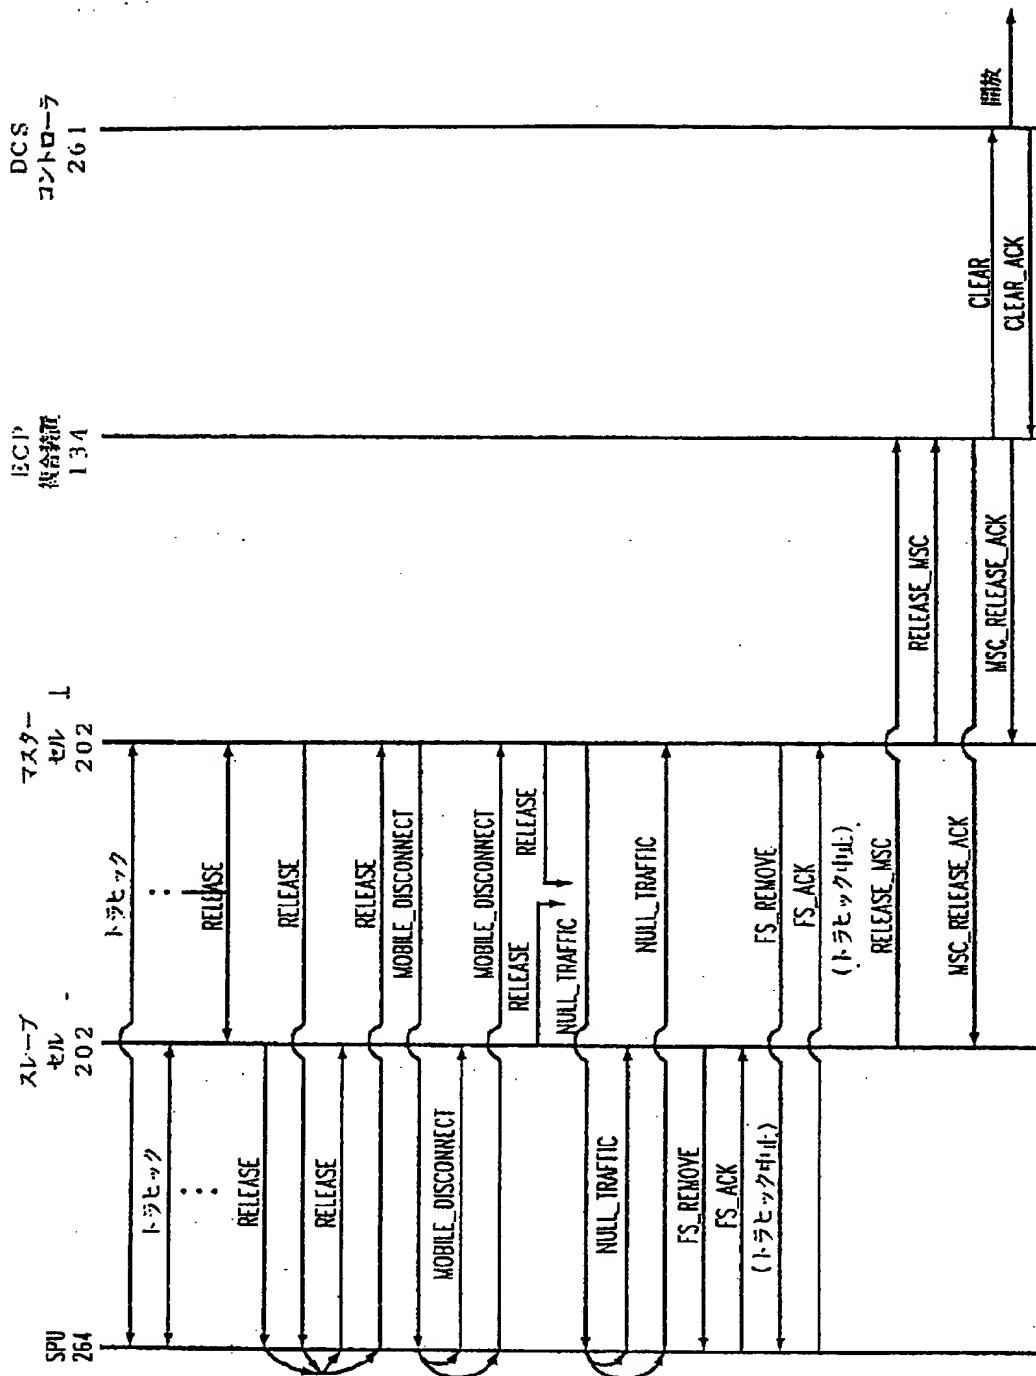 SPU
264
スレーブ
セル
202
マスター
セル
202
ECP
複合装置
134
DCS
コントローラ
261
トラヒック
トラヒック
RELEASE
RELEASE
RELEASE
RELEASE
RELEASE
MOBILE_DISCONNECT
MOBILE_DISCONNECT
MOBILE_DISCONNECT
RELEASE
RELEASE
NULL_TRAFFIC
NULL_TRAFFIC
NULL_TRAFFIC
FS_REMOVE
FS_ACK
(トラヒック中止)
FS_REMOVE
FS_ACK
(トラヒック中止)
RELEASE_MSC
RELEASE_MSC
MSC_RELEASE_ACK
MSC_RELEASE_ACK
CLEAR
CLEAR_ACK
開放